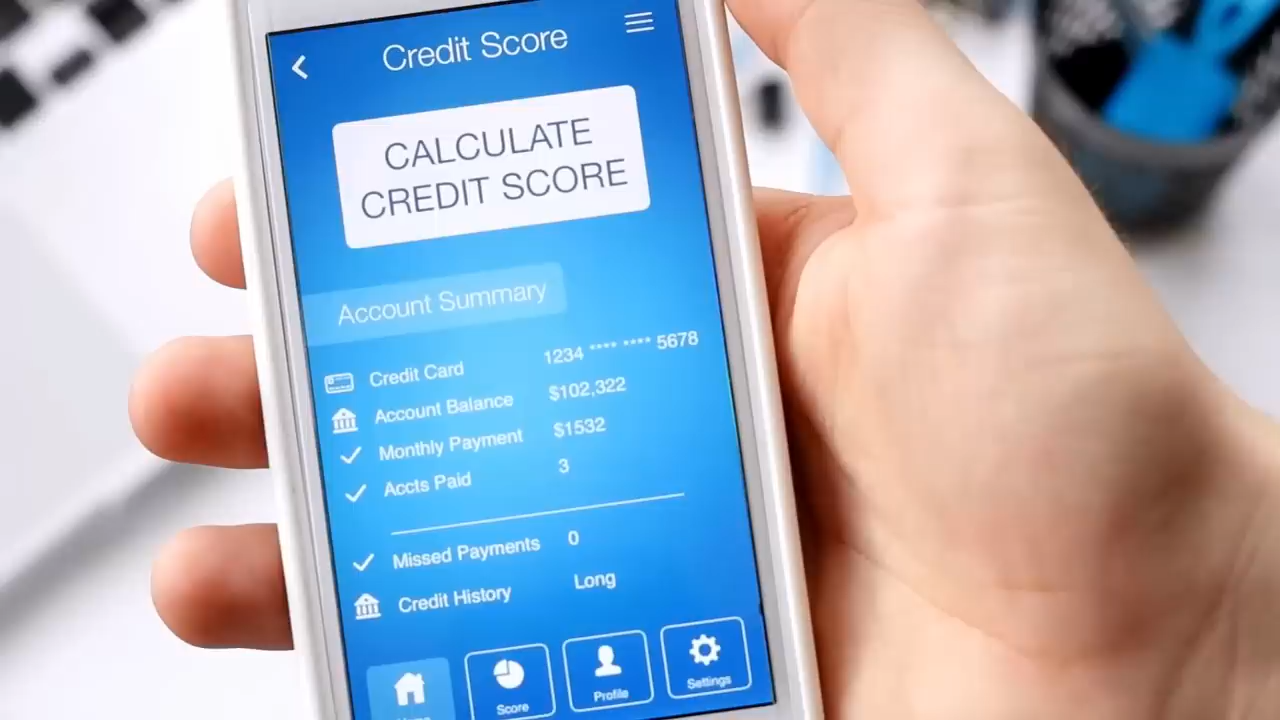 Credit Score
CALCULATE
CREDIT SCORE
Account Summary
Credit Card 1234 **** **** 5678
Account Balance $102,322
Monthly Payment $1532
Accts Paid 3
Missed Payments 0
Credit History Long
Home Score Profile Settings